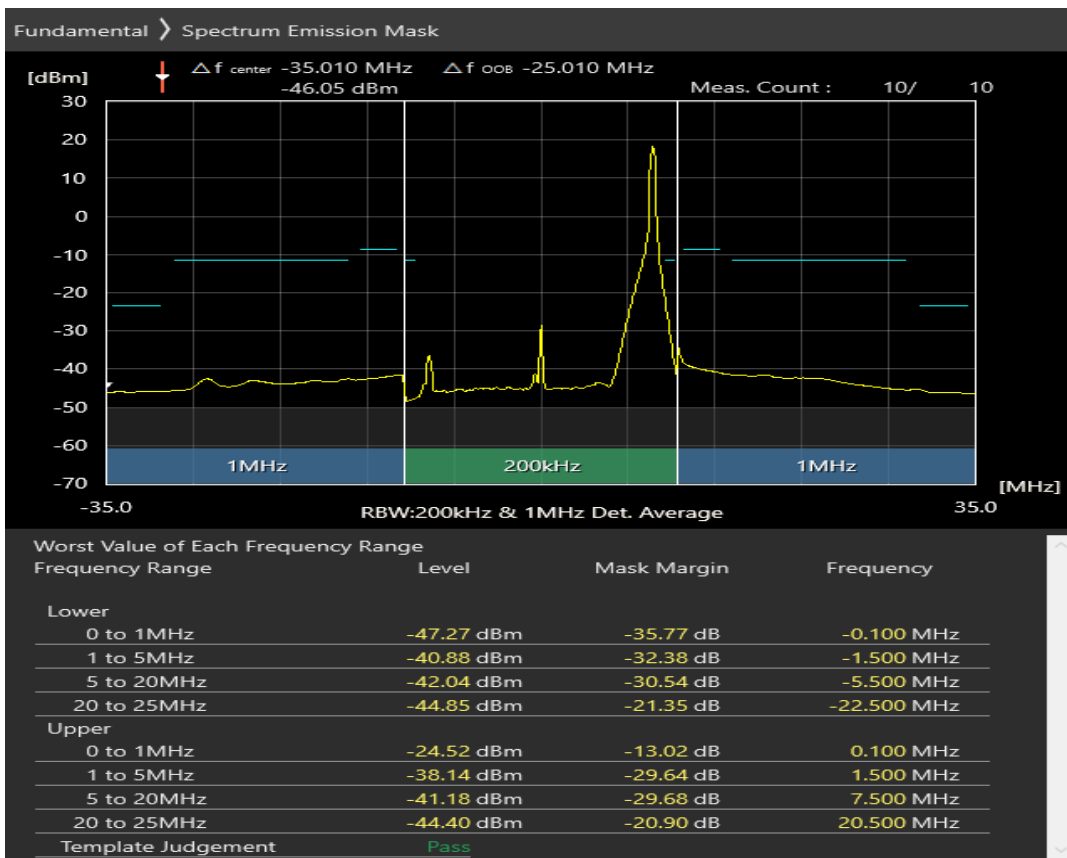 Fundamental ❯ Spectrum Emission Mask
△f center -35.010 MHz △f OOB -25.010 MHz
[dBm]
-46.05 dBm
Meas. Count : 10/ 10
30
20
10
0
-10
-20
-30
-40
-50
-60
-70
1MHz 200kHz 1MHz
[MHz]
-35.0 35.0
RBW:200kHz & 1MHz Det. Average
Worst Value of Each Frequency Range
Frequency Range Level Mask Margin Frequency
Lower
0 to 1MHz -47.27 dBm -35.77 dB -0.100 MHz
1 to 5MHz -40.88 dBm -32.38 dB -1.500 MHz
5 to 20MHz -42.04 dBm -30.54 dB -5.500 MHz
20 to 25MHz -44.85 dBm -21.35 dB -22.500 MHz
Upper
0 to 1MHz -24.52 dBm -13.02 dB 0.100 MHz
1 to 5MHz -38.14 dBm -29.64 dB 1.500 MHz
5 to 20MHz -41.18 dBm -29.68 dB 7.500 MHz
20 to 25MHz -44.40 dBm -20.90 dB 20.500 MHz
Template Judgement Pass